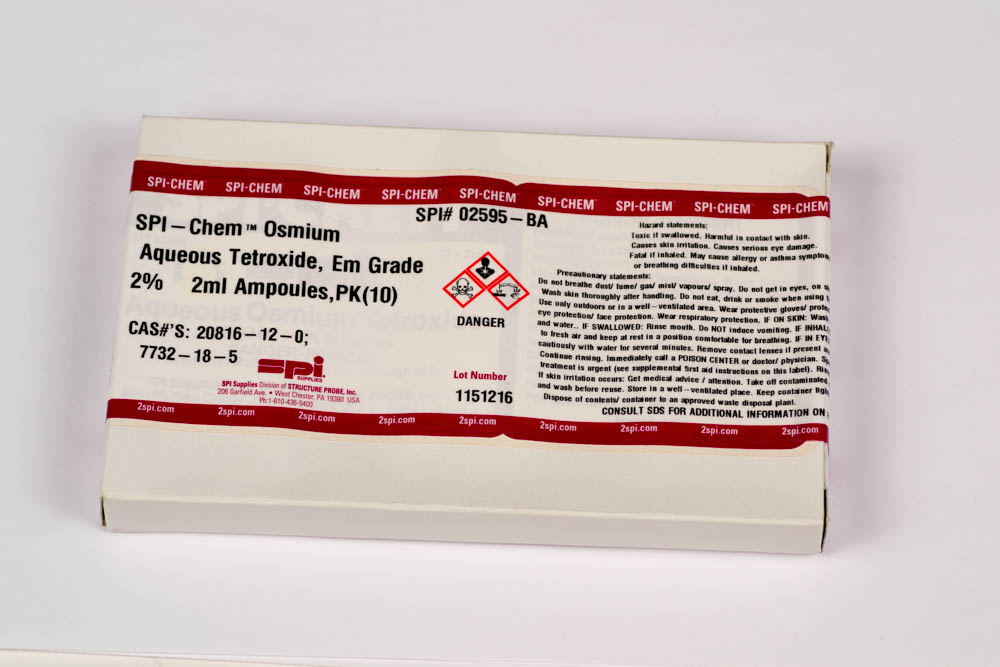 SPI-CHEM SPI-CHEM SPI-CHEM SPI-CHEM SPI-CHEM SPI-CHEM SPI-CHEM SPI-CHEM SPI-CHEM
SPI# 02595-BA
SPI-Chem™ Osmium
Aqueous Tetroxide, Em Grade
2% 2ml Ampoules,PK(10)
CAS#'S: 20816-12-0;
7732-18-5
DANGER
spi
SUPPLIES
SPI Supplies Division of STRUCTURE PROBE, Inc.
206 Garfield Ave. • West Chester, PA 19380 USA
Ph:1-610-436-5400
Lot Number
1151216
Hazard statements:
Toxic if swallowed. Harmful in contact with skin.
Causes skin irritation. Causes serious eye damage.
Fatal if inhaled. May cause allergy or asthma symptom
or breathing difficulties if inhaled.
Precautionary statements:
Do not breathe dust/ fume/ gas/ mist/ vapours/ spray. Do not get in eyes, on s
Wash skin thoroughly after handling. Do not eat, drink or smoke when using t
Use only outdoors or in a well-ventilated area. Wear protective gloves/ prote
eye protection/ face protection. Wear respiratory protection. IF ON SKIN: Wash
and water.. IF SWALLOWED: Rinse mouth. Do NOT induce vomiting. IF INHAL
to fresh air and keep at rest in a position comfortable for breathing. IF IN EYE
cautiously with water for several minutes. Remove contact lenses if present a
Continue rinsing. Immediately call a POISON CENTER or doctor/ physician. Sp
treatment is urgent (see supplemental first aid instructions on this label). Rin
If skin irritation occurs: Get medical advice / attention. Take off contaminated
and wash before reuse. Store in a well-ventilated place. Keep container tigh
Dispose of contents/ container to an approved waste disposal plant.
CONSULT SDS FOR ADDITIONAL INFORMATION ON
2spi.com 2spi.com 2spi.com 2spi.com 2spi.com 2spi.com 2spi.com 2spi.com 2spi.com